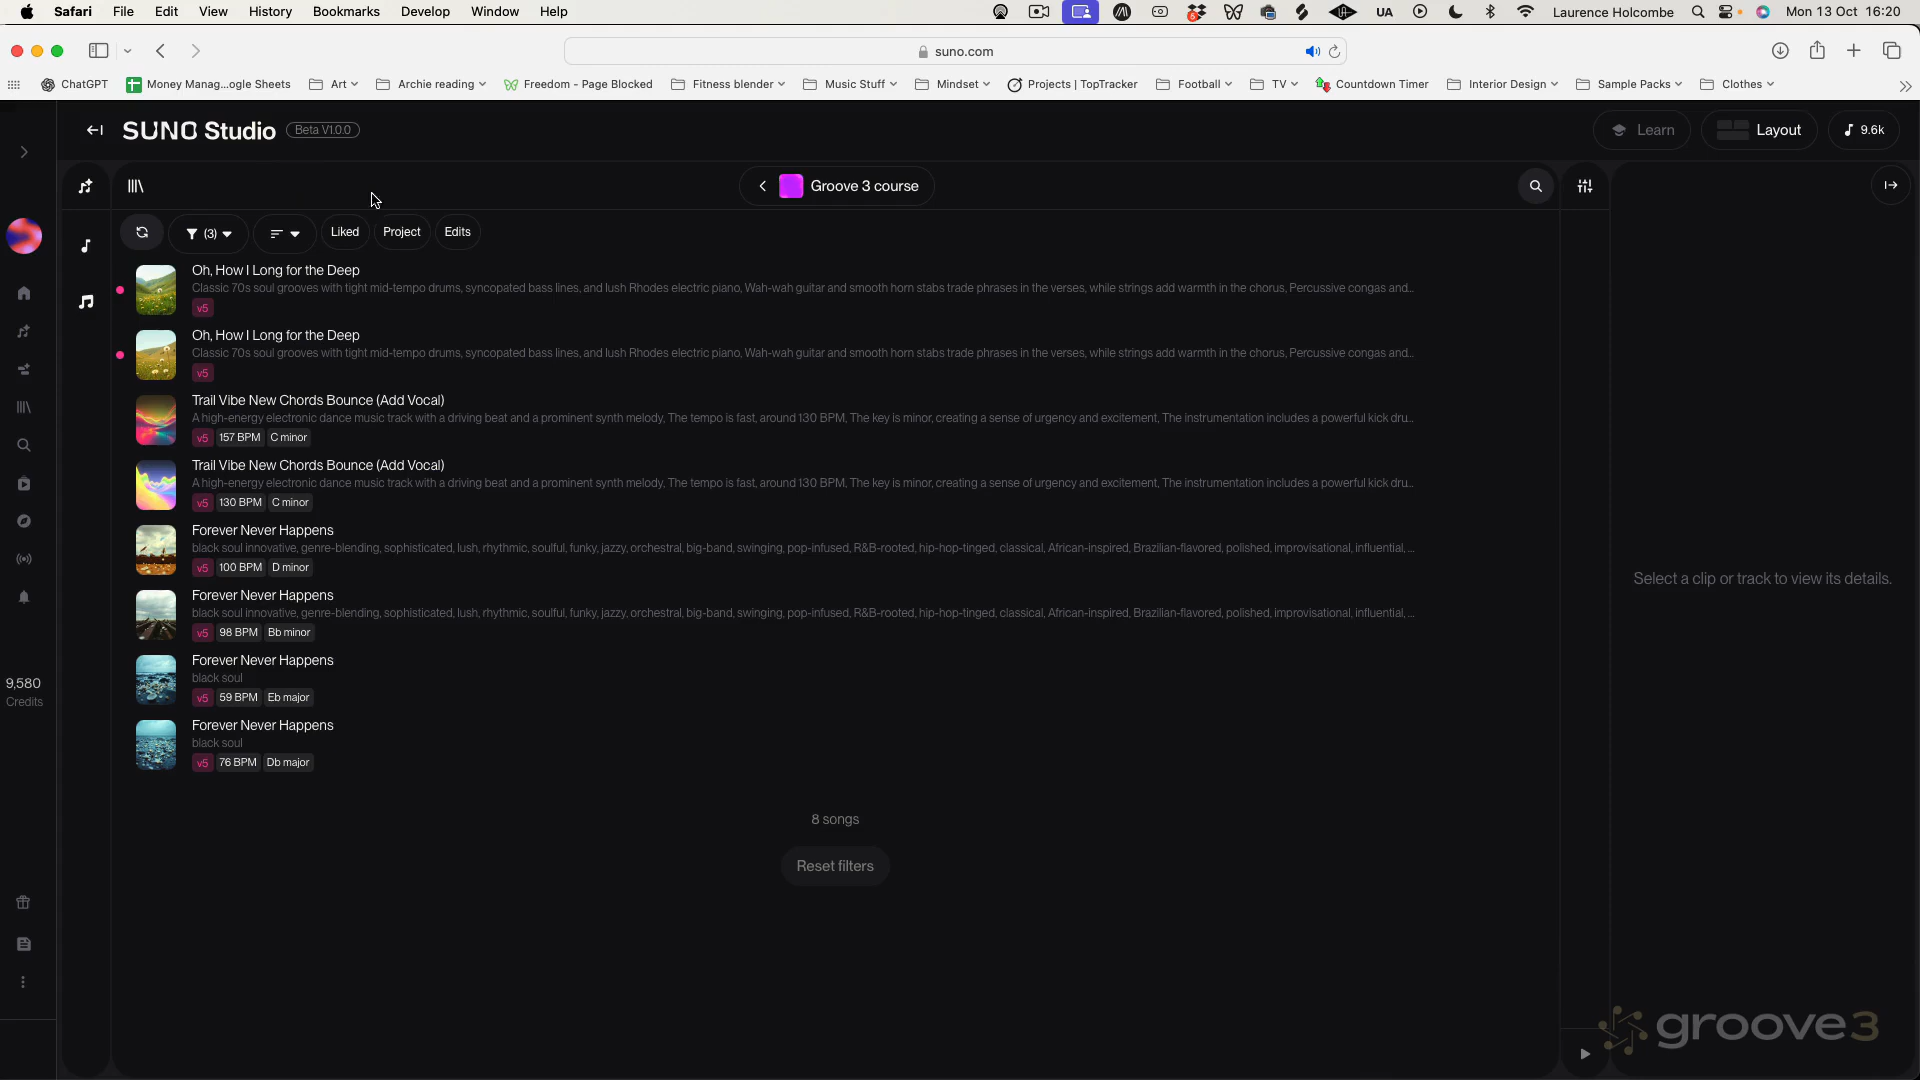 Safari File Edit View History Bookmarks Develop Window Help UA Laurence Holcombe Mon 13 Oct 16:20
suno.com
ChatGPT Money Manag...ogle Sheets Art Archie reading Freedom - Page Blocked Fitness blender Music Stuff Mindset Projects | TopTracker Football TV Countdown Timer Interior Design Sample Packs Clothes
SUNO Studio Beta V1.0.0 Learn Layout 9.6k
Groove 3 course
(3) Liked Project Edits
Oh, How I Long for the Deep
Classic 70s soul grooves with tight mid-tempo drums, syncopated bass lines, and lush Rhodes electric piano, Wah-wah guitar and smooth horn stabs trade phrases in the verses, while strings add warmth in the chorus, Percussive congas and...
v5
Oh, How I Long for the Deep
Classic 70s soul grooves with tight mid-tempo drums, syncopated bass lines, and lush Rhodes electric piano, Wah-wah guitar and smooth horn stabs trade phrases in the verses, while strings add warmth in the chorus, Percussive congas and...
v5
Trail Vibe New Chords Bounce (Add Vocal)
A high-energy electronic dance music track with a driving beat and a prominent synth melody, The tempo is fast, around 130 BPM, The key is minor, creating a sense of urgency and excitement, The instrumentation includes a powerful kick dru...
v5 157 BPM C minor
Trail Vibe New Chords Bounce (Add Vocal)
A high-energy electronic dance music track with a driving beat and a prominent synth melody, The tempo is fast, around 130 BPM, The key is minor, creating a sense of urgency and excitement, The instrumentation includes a powerful kick dru...
v5 130 BPM C minor
Forever Never Happens
black soul innovative, genre-blending, sophisticated, lush, rhythmic, soulful, funky, jazzy, orchestral, big-band, swinging, pop-infused, R&B-rooted, hip-hop-tinged, classical, African-inspired, Brazilian-flavored, polished, improvisational, influential, ...
v5 100 BPM D minor
Forever Never Happens
black soul innovative, genre-blending, sophisticated, lush, rhythmic, soulful, funky, jazzy, orchestral, big-band, swinging, pop-infused, R&B-rooted, hip-hop-tinged, classical, African-inspired, Brazilian-flavored, polished, improvisational, influential, ...
v5 98 BPM Bb minor
Forever Never Happens
black soul
v5 59 BPM Eb major
Forever Never Happens
black soul
v5 76 BPM Db major
8 songs
Reset filters
9,580
Credits
Select a clip or track to view its details.
groove3